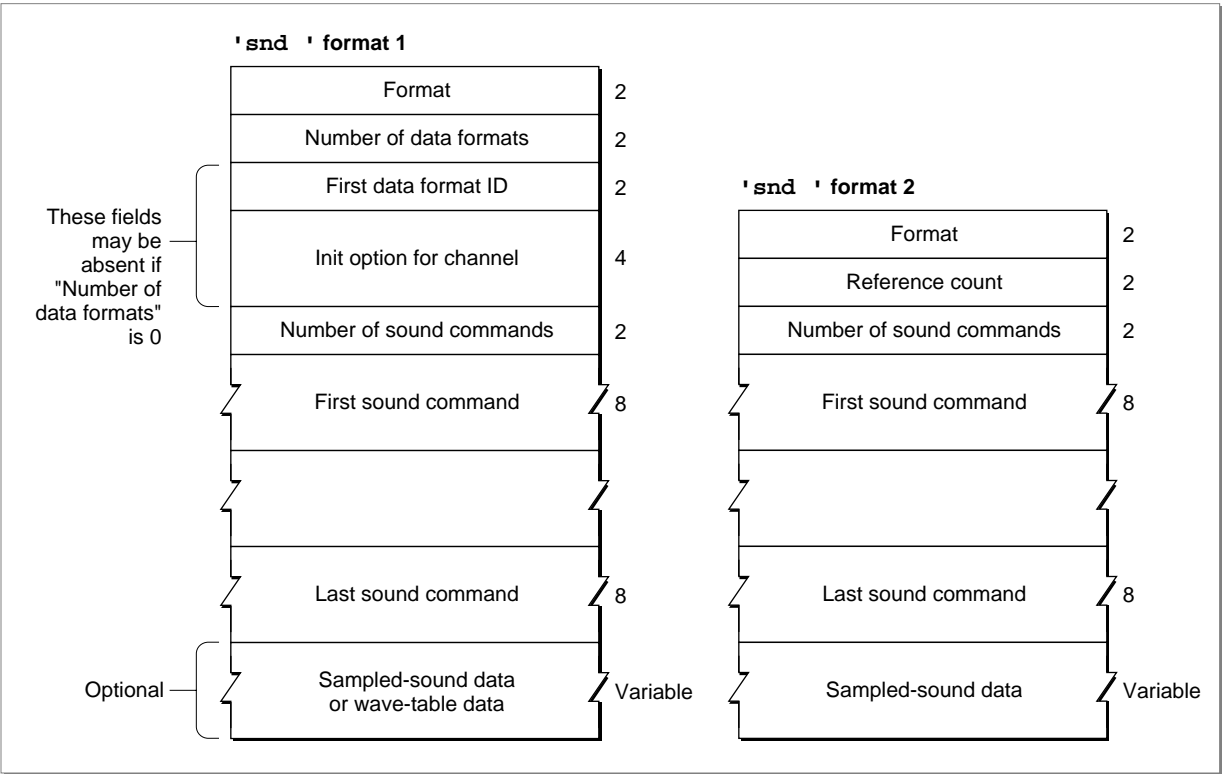 'snd ' format 1
Format 2
Number of data formats 2
First data format ID 2
Init option for channel 4
These fields
may be
absent if
"Number of
data formats"
is 0
Number of sound commands 2
First sound command 8
Last sound command 8
Optional
Sampled-sound data
or wave-table data
Variable
'snd ' format 2
Format 2
Reference count 2
Number of sound commands 2
First sound command 8
Last sound command 8
Sampled-sound data Variable